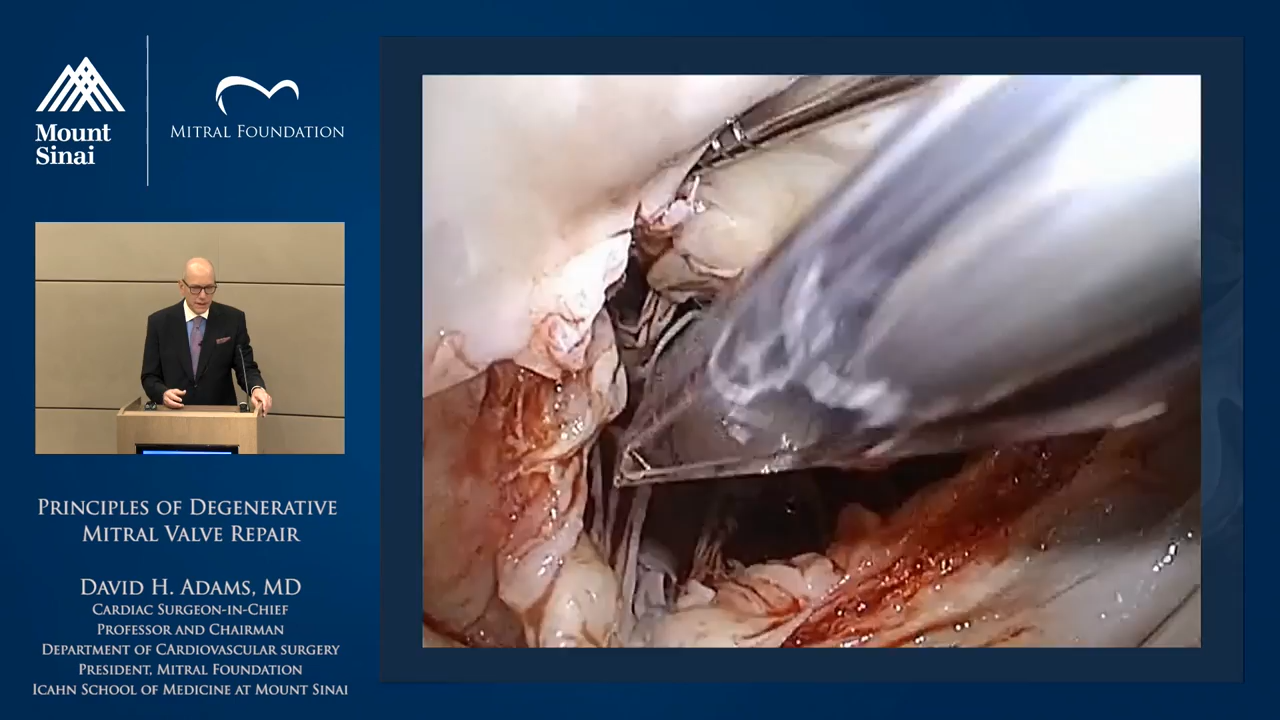 Mount
Sinai
MITRAL FOUNDATION
PRINCIPLES OF DEGENERATIVE
MITRAL VALVE REPAIR
DAVID H. ADAMS, MD
CARDIAC SURGEON-IN-CHIEF
PROFESSOR AND CHAIRMAN
DEPARTMENT OF CARDIOVASCULAR SURGERY
PRESIDENT, MITRAL FOUNDATION
ICAHN SCHOOL OF MEDICINE AT MOUNT SINAI